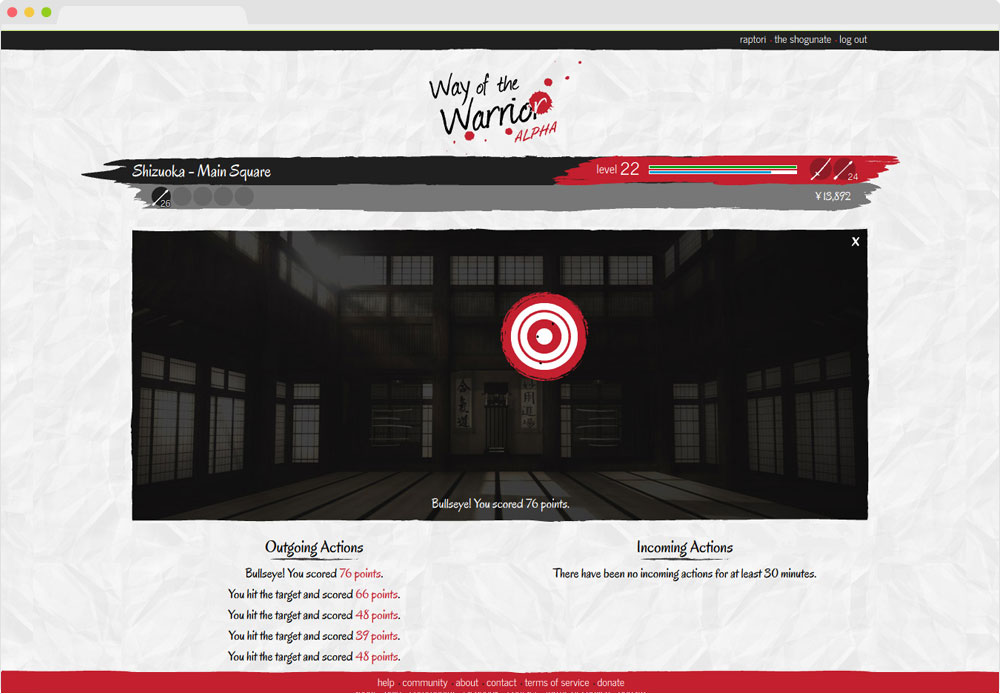 raptori · the shogunate · log out
Way of the
Warrior
ALPHA
Shizuoka - Main Square
level 22
24
26
¥ 13,892
X
Bullseye! You scored 76 points.
Outgoing Actions
Bullseye! You scored 76 points.
You hit the target and scored 66 points.
You hit the target and scored 48 points.
You hit the target and scored 39 points.
You hit the target and scored 48 points.
Incoming Actions
There have been no incoming actions for at least 30 minutes.
help · community · about · contact · terms of service · donate